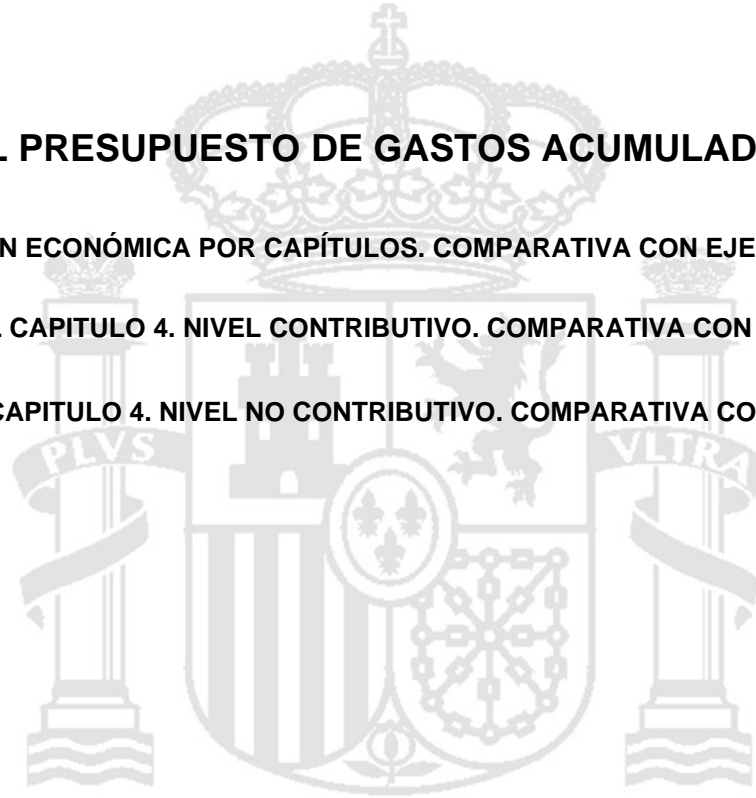 L PRESUPUESTO DE GASTOS ACUMULAD
N ECONÓMICA POR CAPÍTULOS. COMPARATIVA CON EJE
CAPITULO 4. NIVEL CONTRIBUTIVO. COMPARATIVA CON
CAPITULO 4. NIVEL NO CONTRIBUTIVO. COMPARATIVA CO
PLVS
VLTRA